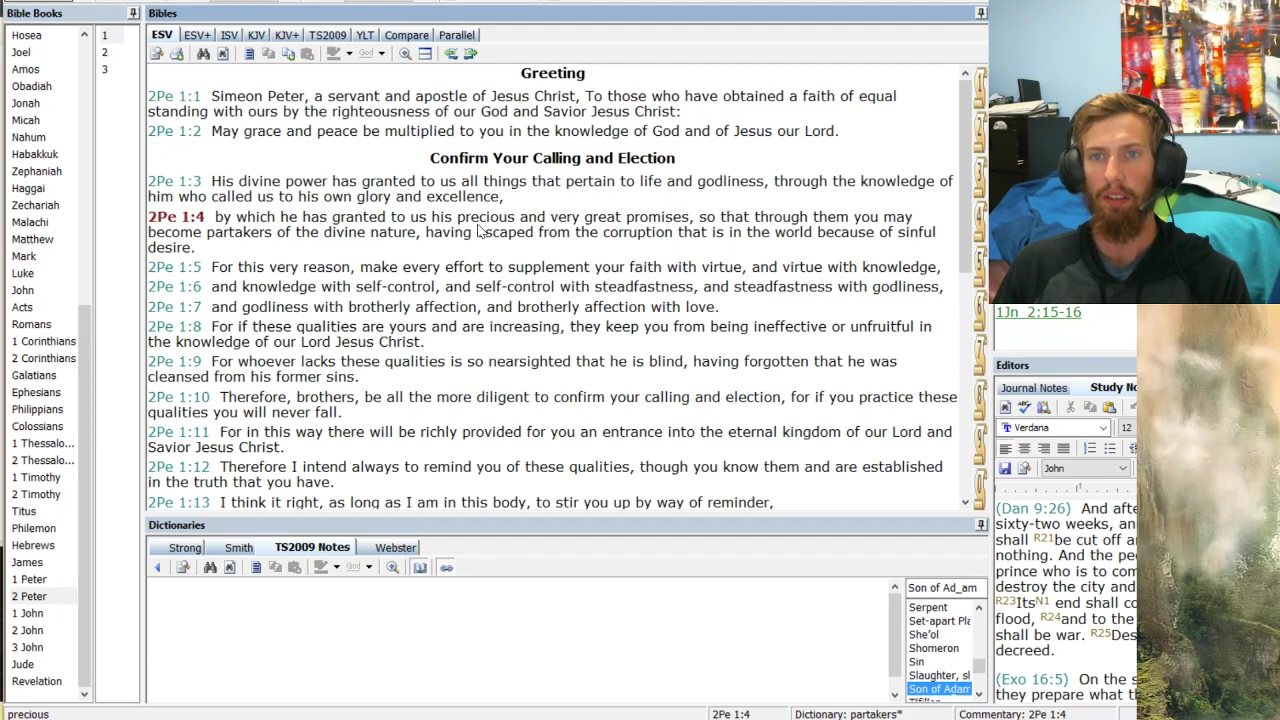 Bible Books
Bibles
Hosea
Joel
Amos
Obadiah
Jonah
Micah
Nahum
Habakkuk
Zephaniah
Haggai
Zechariah
Malachi
Matthew
Mark
Luke
John
Acts
Romans
1 Corinthians
2 Corinthians
Galatians
Ephesians
Philippians
Colossians
1 Thessalo...
2 Thessalo...
1 Timothy
2 Timothy
Titus
Philemon
Hebrews
James
1 Peter
2 Peter
1 John
2 John
3 John
Jude
Revelation
1
2
3
ESV ESV+ ISV KJV KJV+ TS2009 YLT Compare Parallel
God
Greeting
2Pe 1:1 Simeon Peter, a servant and apostle of Jesus Christ, To those who have obtained a faith of equal
standing with ours by the righteousness of our God and Savior Jesus Christ:
2Pe 1:2 May grace and peace be multiplied to you in the knowledge of God and of Jesus our Lord.
Confirm Your Calling and Election
2Pe 1:3 His divine power has granted to us all things that pertain to life and godliness, through the knowledge of
him who called us to his own glory and excellence,
2Pe 1:4 by which he has granted to us his precious and very great promises, so that through them you may
become partakers of the divine nature, having escaped from the corruption that is in the world because of sinful
desire.
2Pe 1:5 For this very reason, make every effort to supplement your faith with virtue, and virtue with knowledge,
2Pe 1:6 and knowledge with self-control, and self-control with steadfastness, and steadfastness with godliness,
2Pe 1:7 and godliness with brotherly affection, and brotherly affection with love.
2Pe 1:8 For if these qualities are yours and are increasing, they keep you from being ineffective or unfruitful in
the knowledge of our Lord Jesus Christ.
2Pe 1:9 For whoever lacks these qualities is so nearsighted that he is blind, having forgotten that he was
cleansed from his former sins.
2Pe 1:10 Therefore, brothers, be all the more diligent to confirm your calling and election, for if you practice these
qualities you will never fall.
2Pe 1:11 For in this way there will be richly provided for you an entrance into the eternal kingdom of our Lord and
Savior Jesus Christ.
2Pe 1:12 Therefore I intend always to remind you of these qualities, though you know them and are established
in the truth that you have.
2Pe 1:13 I think it right, as long as I am in this body, to stir you up by way of reminder,
Dictionaries
Strong Smith TS2009 Notes Webster
God
Son of Ad_am
Serpent
Set-apart Pla
She'ol
Shomeron
Sin
Slaughter, sl
Son of Adam
1Jn 2:15-16
Editors
Journal Notes Study No
Verdana 12
John
1
(Dan 9:26) And afte
sixty-two weeks, an
shall R21be cut off a
nothing. And the pe
prince who is to com
destroy the city and
R23ItsN1 end shall co
flood, R24and to the
shall be war. R25Des
decreed.
(Exo 16:5) On the s
they prepare what t
precious
2Pe 1:4
Dictionary: partakers*
Commentary: 2Pe 1:4